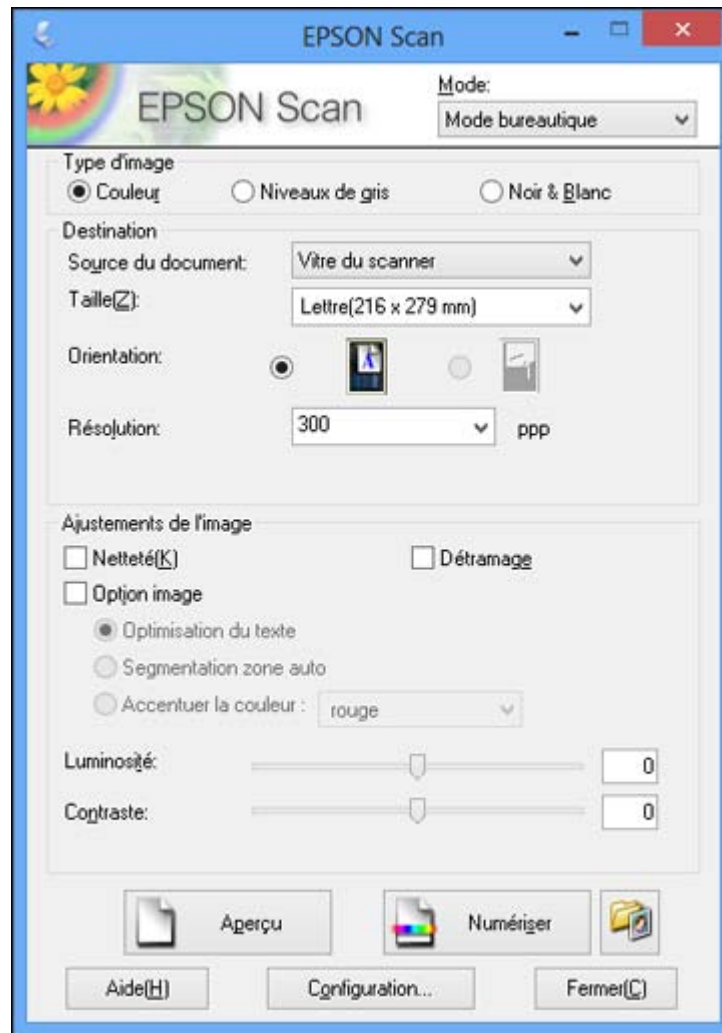 EPSON Scan
EPSON Scan
Mode:
Mode bureautique
Type d'image
Couleur
Niveaux de gris
Noir & Blanc
Destination
Source du document:
Vitre du scanner
Taille(Z):
Lettre(216 x 279 mm)
Orientation:
Résolution:
300
ppp
Ajustements de l'image
Netteté(K)
Détramage
Option image
Optimisation du texte
Segmentation zone auto
Accentuer la couleur :
rouge
Luminosité:
0
Contraste:
0
Aperçu
Numériser
Aide(H)
Configuration...
Fermer(C)